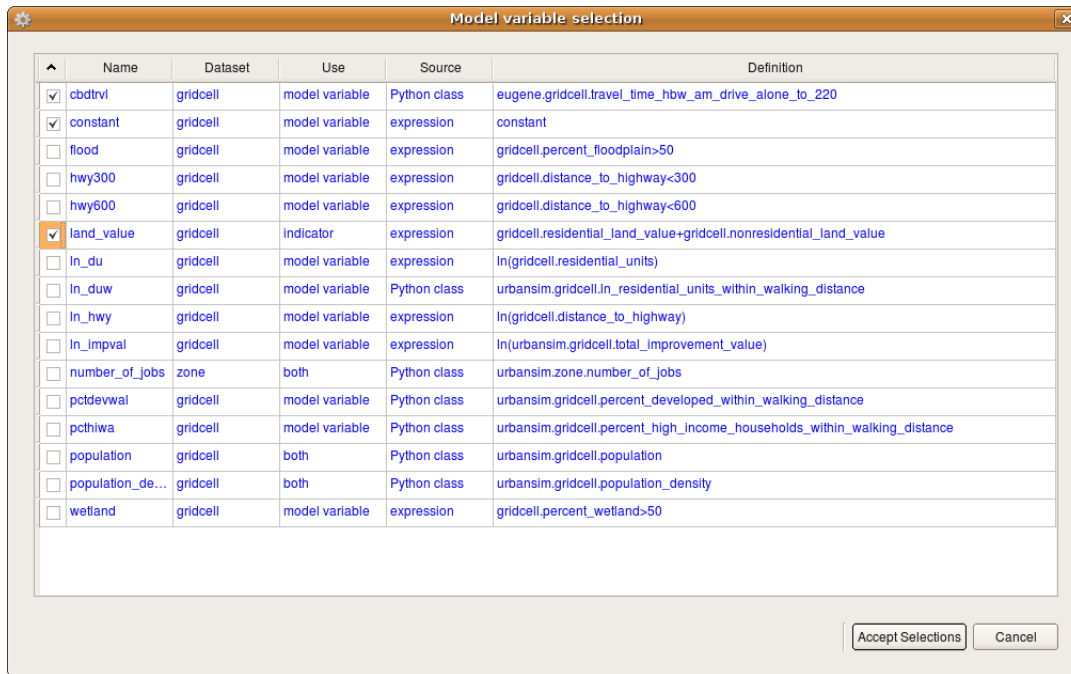 Model variable selection
Name Dataset Use Source Definition
cbdtrvl gridcell model variable Python class eugene.gridcell.travel_time_hbw_am_drive_alone_to_220
constant gridcell model variable expression constant
flood gridcell model variable expression gridcell.percent_floodplain>50
hwy300 gridcell model variable expression gridcell.distance_to_highway<300
hwy600 gridcell model variable expression gridcell.distance_to_highway<600
land_value gridcell indicator expression gridcell.residential_land_value+gridcell.nonresidential_land_value
ln_du gridcell model variable expression ln(gridcell.residential_units)
ln_duw gridcell model variable Python class urbansim.gridcell.ln_residential_units_within_walking_distance
ln_hwy gridcell model variable expression ln(gridcell.distance_to_highway)
ln_impval gridcell model variable expression ln(urbansim.gridcell.total_improvement_value)
number_of_jobs zone both Python class urbansim.zone.number_of_jobs
pctdevwal gridcell model variable Python class urbansim.gridcell.percent_developed_within_walking_distance
pcthiwa gridcell model variable Python class urbansim.gridcell.percent_high_income_households_within_walking_distance
population gridcell both Python class urbansim.gridcell.population
population_de... gridcell both Python class urbansim.gridcell.population_density
wetland gridcell model variable expression gridcell.percent_wetland>50
Accept Selections Cancel